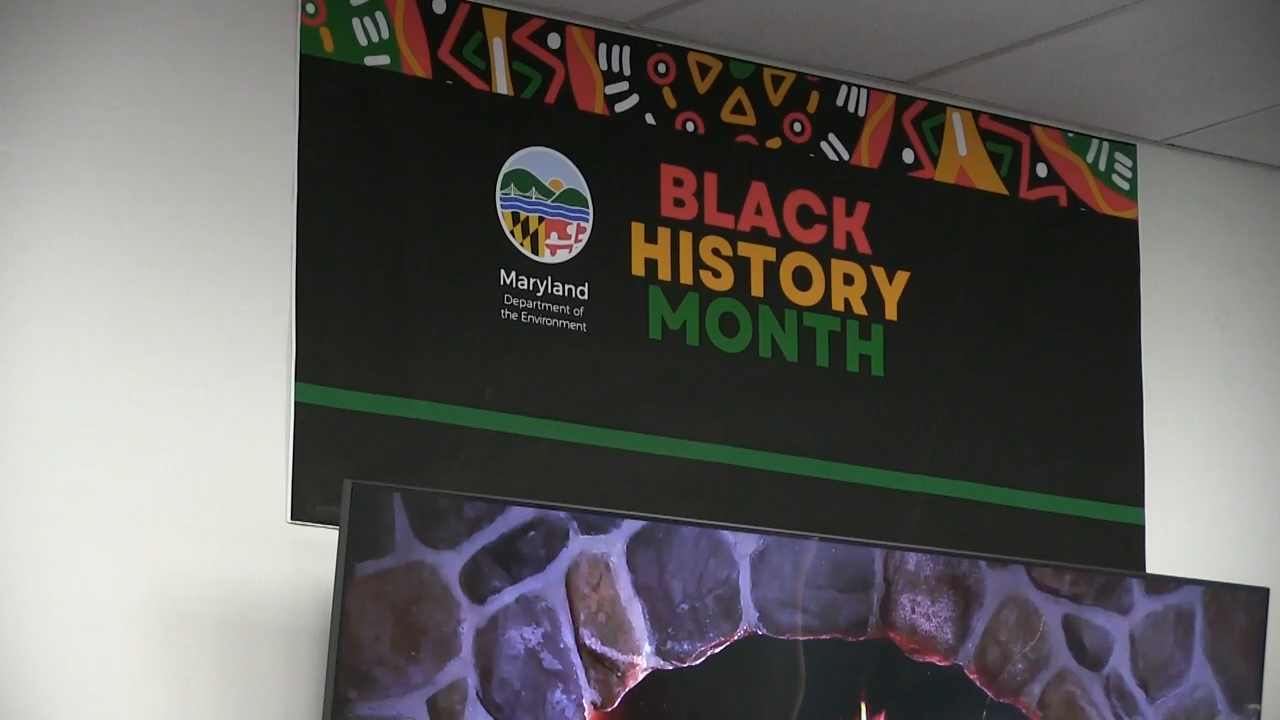 BLACK
HISTORY
MONTH
Maryland
Department of
the Environment